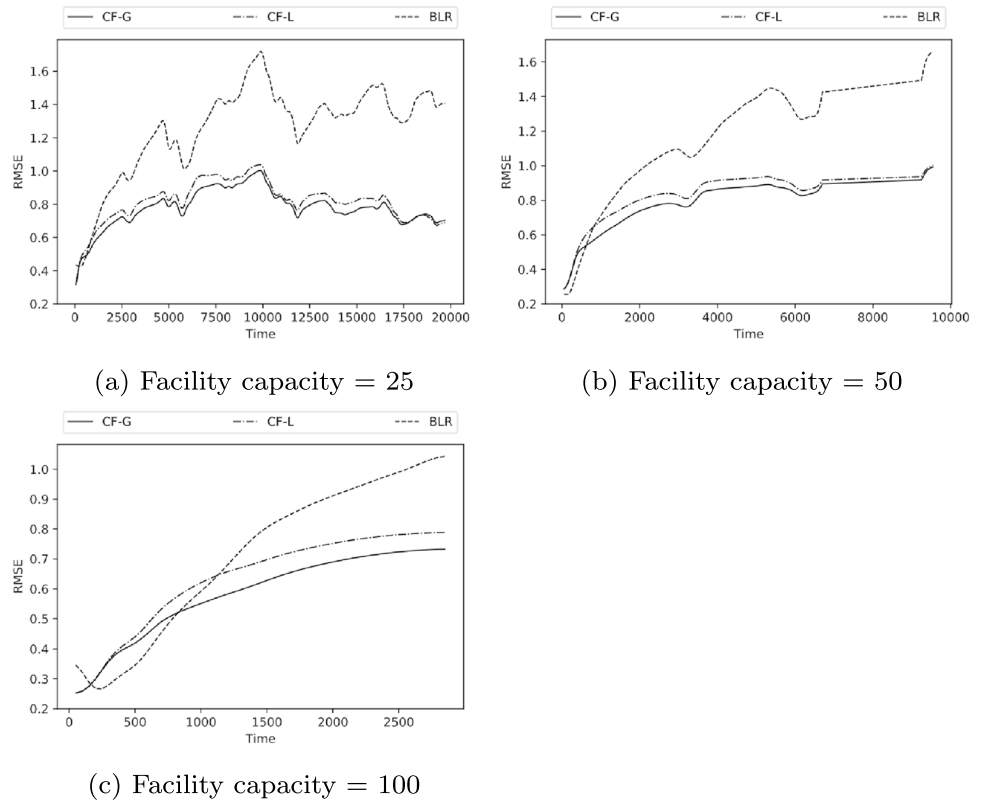 CF-G CF-L BLR
RMSE
1.6
1.4
1.2
1.0
0.8
0.6
0.4
0.2
0 2500 5000 7500 10000 12500 15000 17500 20000
Time
(a) Facility capacity = 25
CF-G CF-L BLR
RMSE
1.6
1.4
1.2
1.0
0.8
0.6
0.4
0.2
0 2000 4000 6000 8000 10000
Time
(b) Facility capacity = 50
CF-G CF-L BLR
RMSE
1.0
0.9
0.8
0.7
0.6
0.5
0.4
0.3
0.2
0 500 1000 1500 2000 2500
Time
(c) Facility capacity = 100